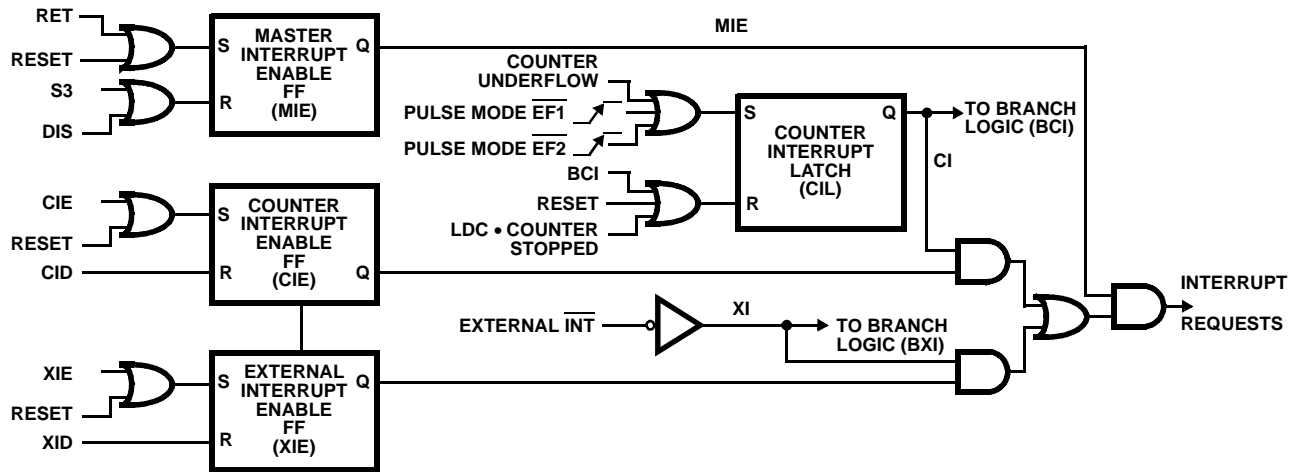 RET
RESET
S3
DIS
S
R
Q
MASTER
INTERRUPT
ENABLE
FF
(MIE)
MIE
COUNTER
UNDERFLOW
PULSE MODE EF1
PULSE MODE EF2
BCI
RESET
LDC • COUNTER
STOPPED
S
R
Q
COUNTER
INTERRUPT
LATCH
(CIL)
TO BRANCH
LOGIC (BCI)
CI
CIE
RESET
CID
S
R
Q
COUNTER
INTERRUPT
ENABLE
FF
(CIE)
EXTERNAL INT
XI
TO BRANCH
LOGIC (BXI)
INTERRUPT
REQUESTS
XIE
RESET
XID
S
R
Q
EXTERNAL
INTERRUPT
ENABLE
FF
(XIE)